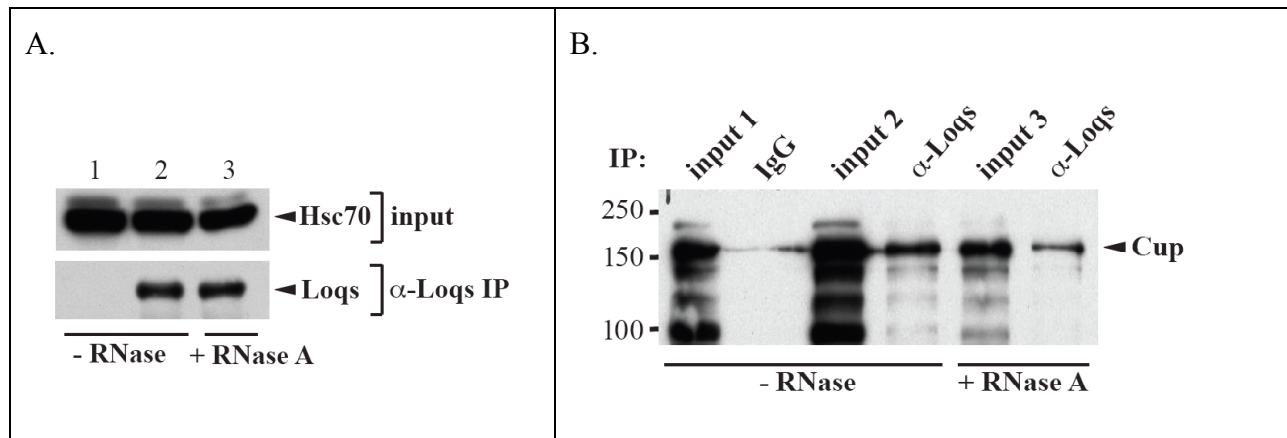 A.
1 2 3
Hsc70 input
Loqs α-Loqs IP
- RNase + RNase A
B.
IP: input 1 IgG input 2 α-Loqs input 3 α-Loqs
250
150
Cup
100
- RNase + RNase A